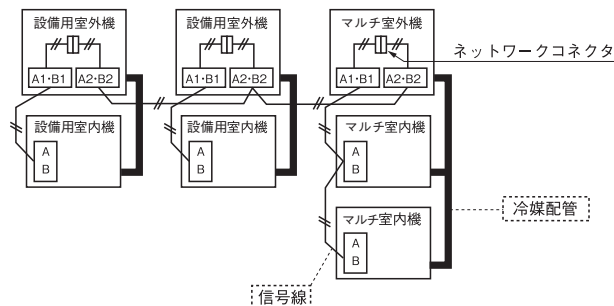 設備用室外機
設備用室外機
マルチ室外機
ネットワークコネクタ
A1・B1
A2・B2
A1・B1
A2・B2
A1・B1
A2・B2
設備用室内機
設備用室内機
マルチ室内機
A
B
A
B
A
B
冷媒配管
マルチ室内機
A
B
信号線